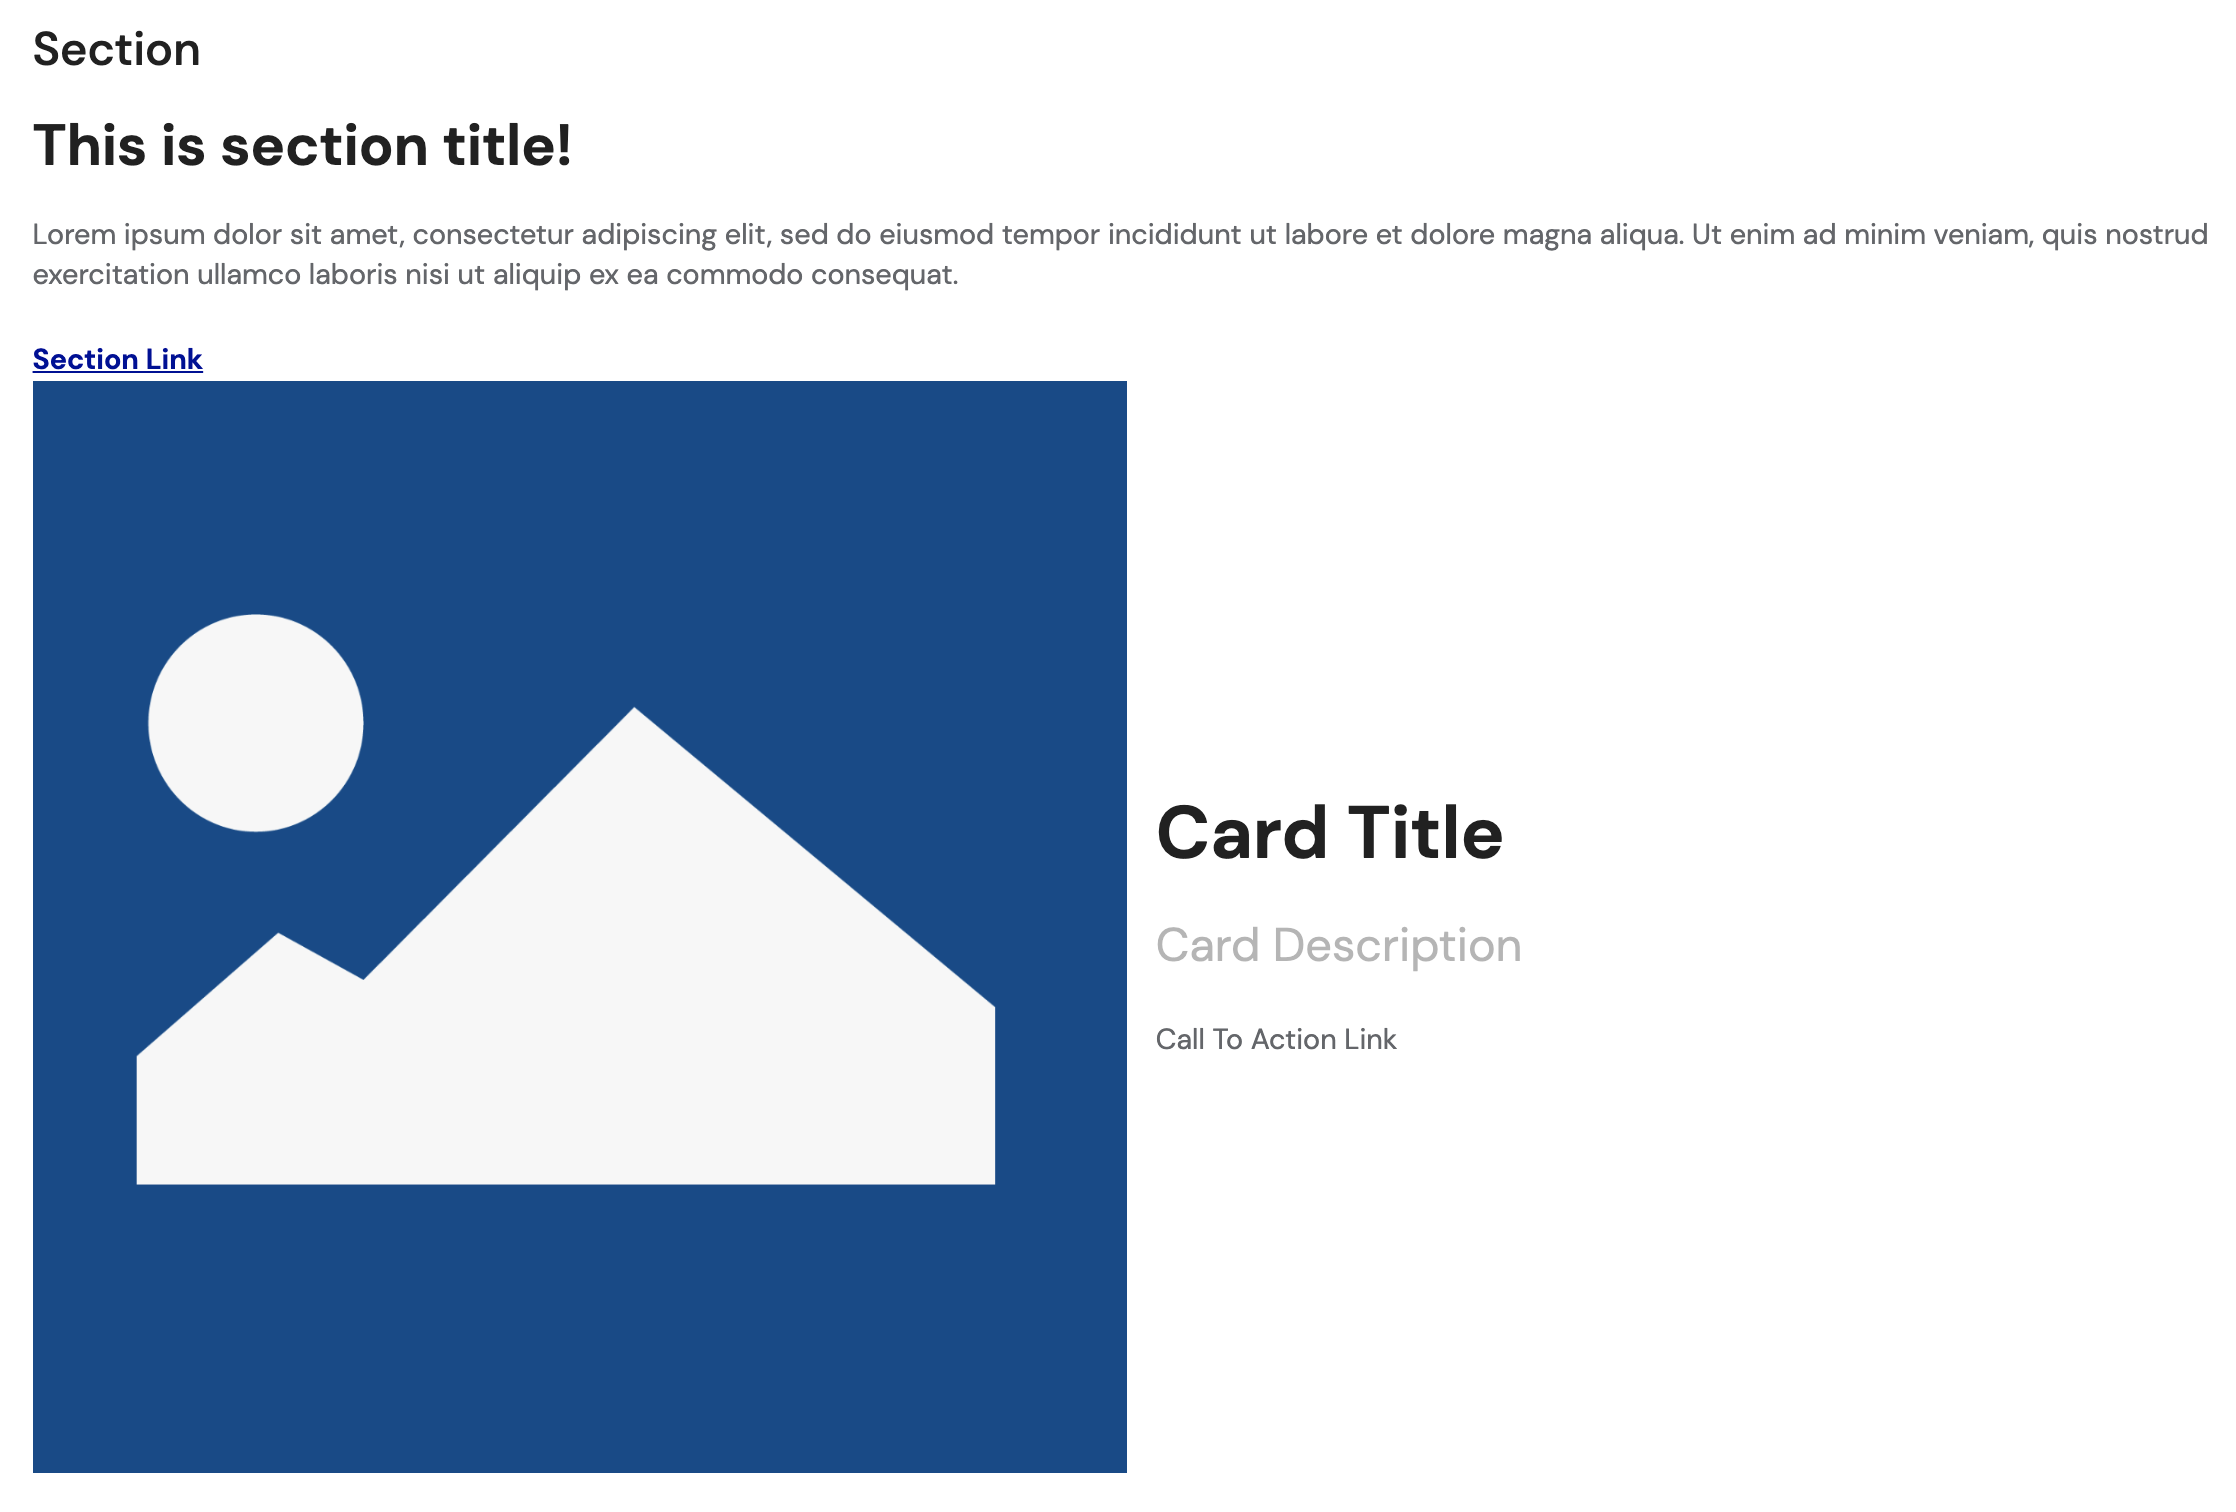 Section
This is section title!
Lorem ipsum dolor sit amet, consectetur adipiscing elit, sed do eiusmod tempor incididunt ut labore et dolore magna aliqua. Ut enim ad minim veniam, quis nostrud
exercitation ullamco laboris nisi ut aliquip ex ea commodo consequat.
Section Link
Card Title
Card Description
Call To Action Link